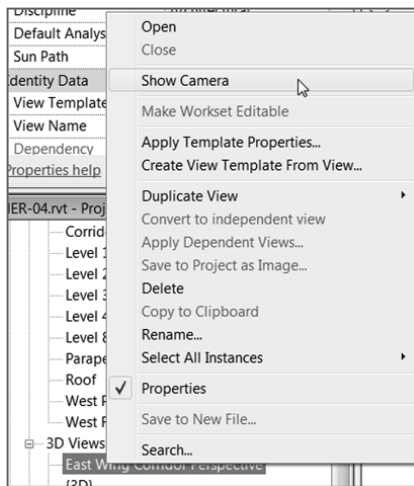 Discipline
Default Analys
Sun Path
Identity Data
View Template
View Name
Dependency
Properties help
IER-04.rvt - Proj
Corrid
Level 1
Level 2
Level 3
Level 4
Level 8
Parape
Roof
West P
West F
3D Views
East Wing Corridor Perspective
{3D}
Open
Close
Show Camera
Make Workset Editable
Apply Template Properties...
Create View Template From View...
Duplicate View
Convert to independent view
Apply Dependent Views...
Save to Project as Image...
Delete
Copy to Clipboard
Rename...
Select All Instances
Properties
Save to New File...
Search...